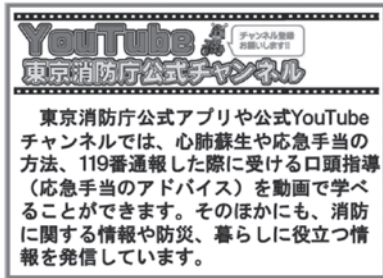 YouTube
チャンネル登録
お願いします!!
東京消防庁公式チャンネル
東京消防庁公式アプリや公式YouTube
チャンネルでは、心肺蘇生や応急手当の
方法、119番通報した際に受ける口頭指導
（応急手当のアドバイス）を動画で学べ
ることができます。そのほかにも、消防
に関する情報や防災、暮らしに役立つ情
報を発信しています。